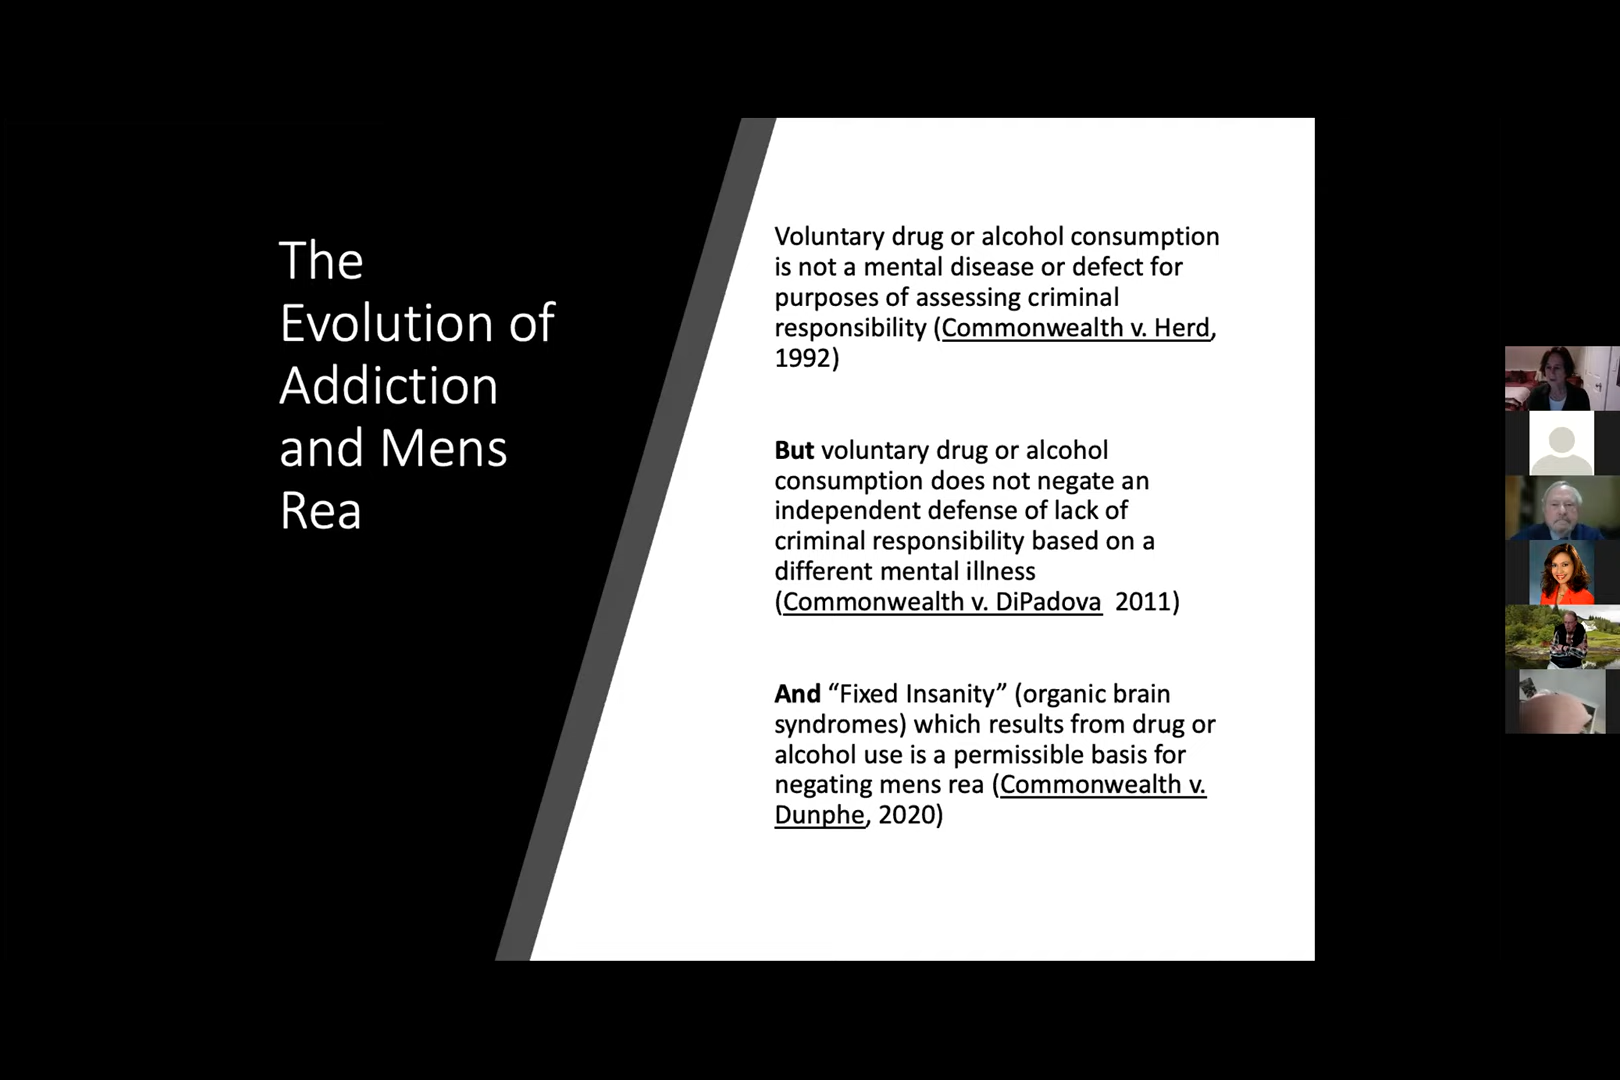 The
Evolution of
Addiction
and Mens
Rea
Voluntary drug or alcohol consumption
is not a mental disease or defect for
purposes of assessing criminal
responsibility (Commonwealth v. Herd,
1992)
But voluntary drug or alcohol
consumption does not negate an
independent defense of lack of
criminal responsibility based on a
different mental illness
(Commonwealth v. DiPadova  2011)
And “Fixed Insanity” (organic brain
syndromes) which results from drug or
alcohol use is a permissible basis for
negating mens rea (Commonwealth v.
Dunphe, 2020)